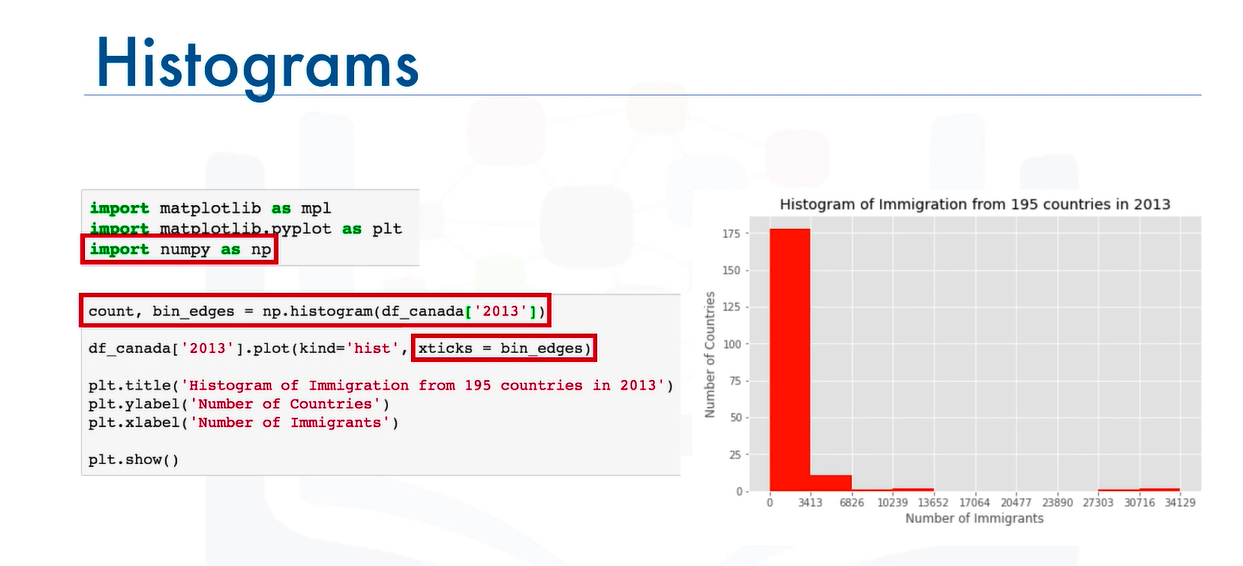 Histograms
import matplotlib as mpl
import matplotlib.pyplot as plt
import numpy as np
count, bin_edges = np.histogram(df_canada['2013'])
df_canada['2013'].plot(kind='hist', xticks = bin_edges)
plt.title('Histogram of Immigration from 195 countries in 2013')
plt.ylabel('Number of Countries')
plt.xlabel('Number of Immigrants')
plt.show()
Histogram of Immigration from 195 countries in 2013
Number of Countries
175
150
125
100
75
50
25
0
0 3413 6826 10239 13652 17064 20477 23890 27303 30716 34129
Number of Immigrants